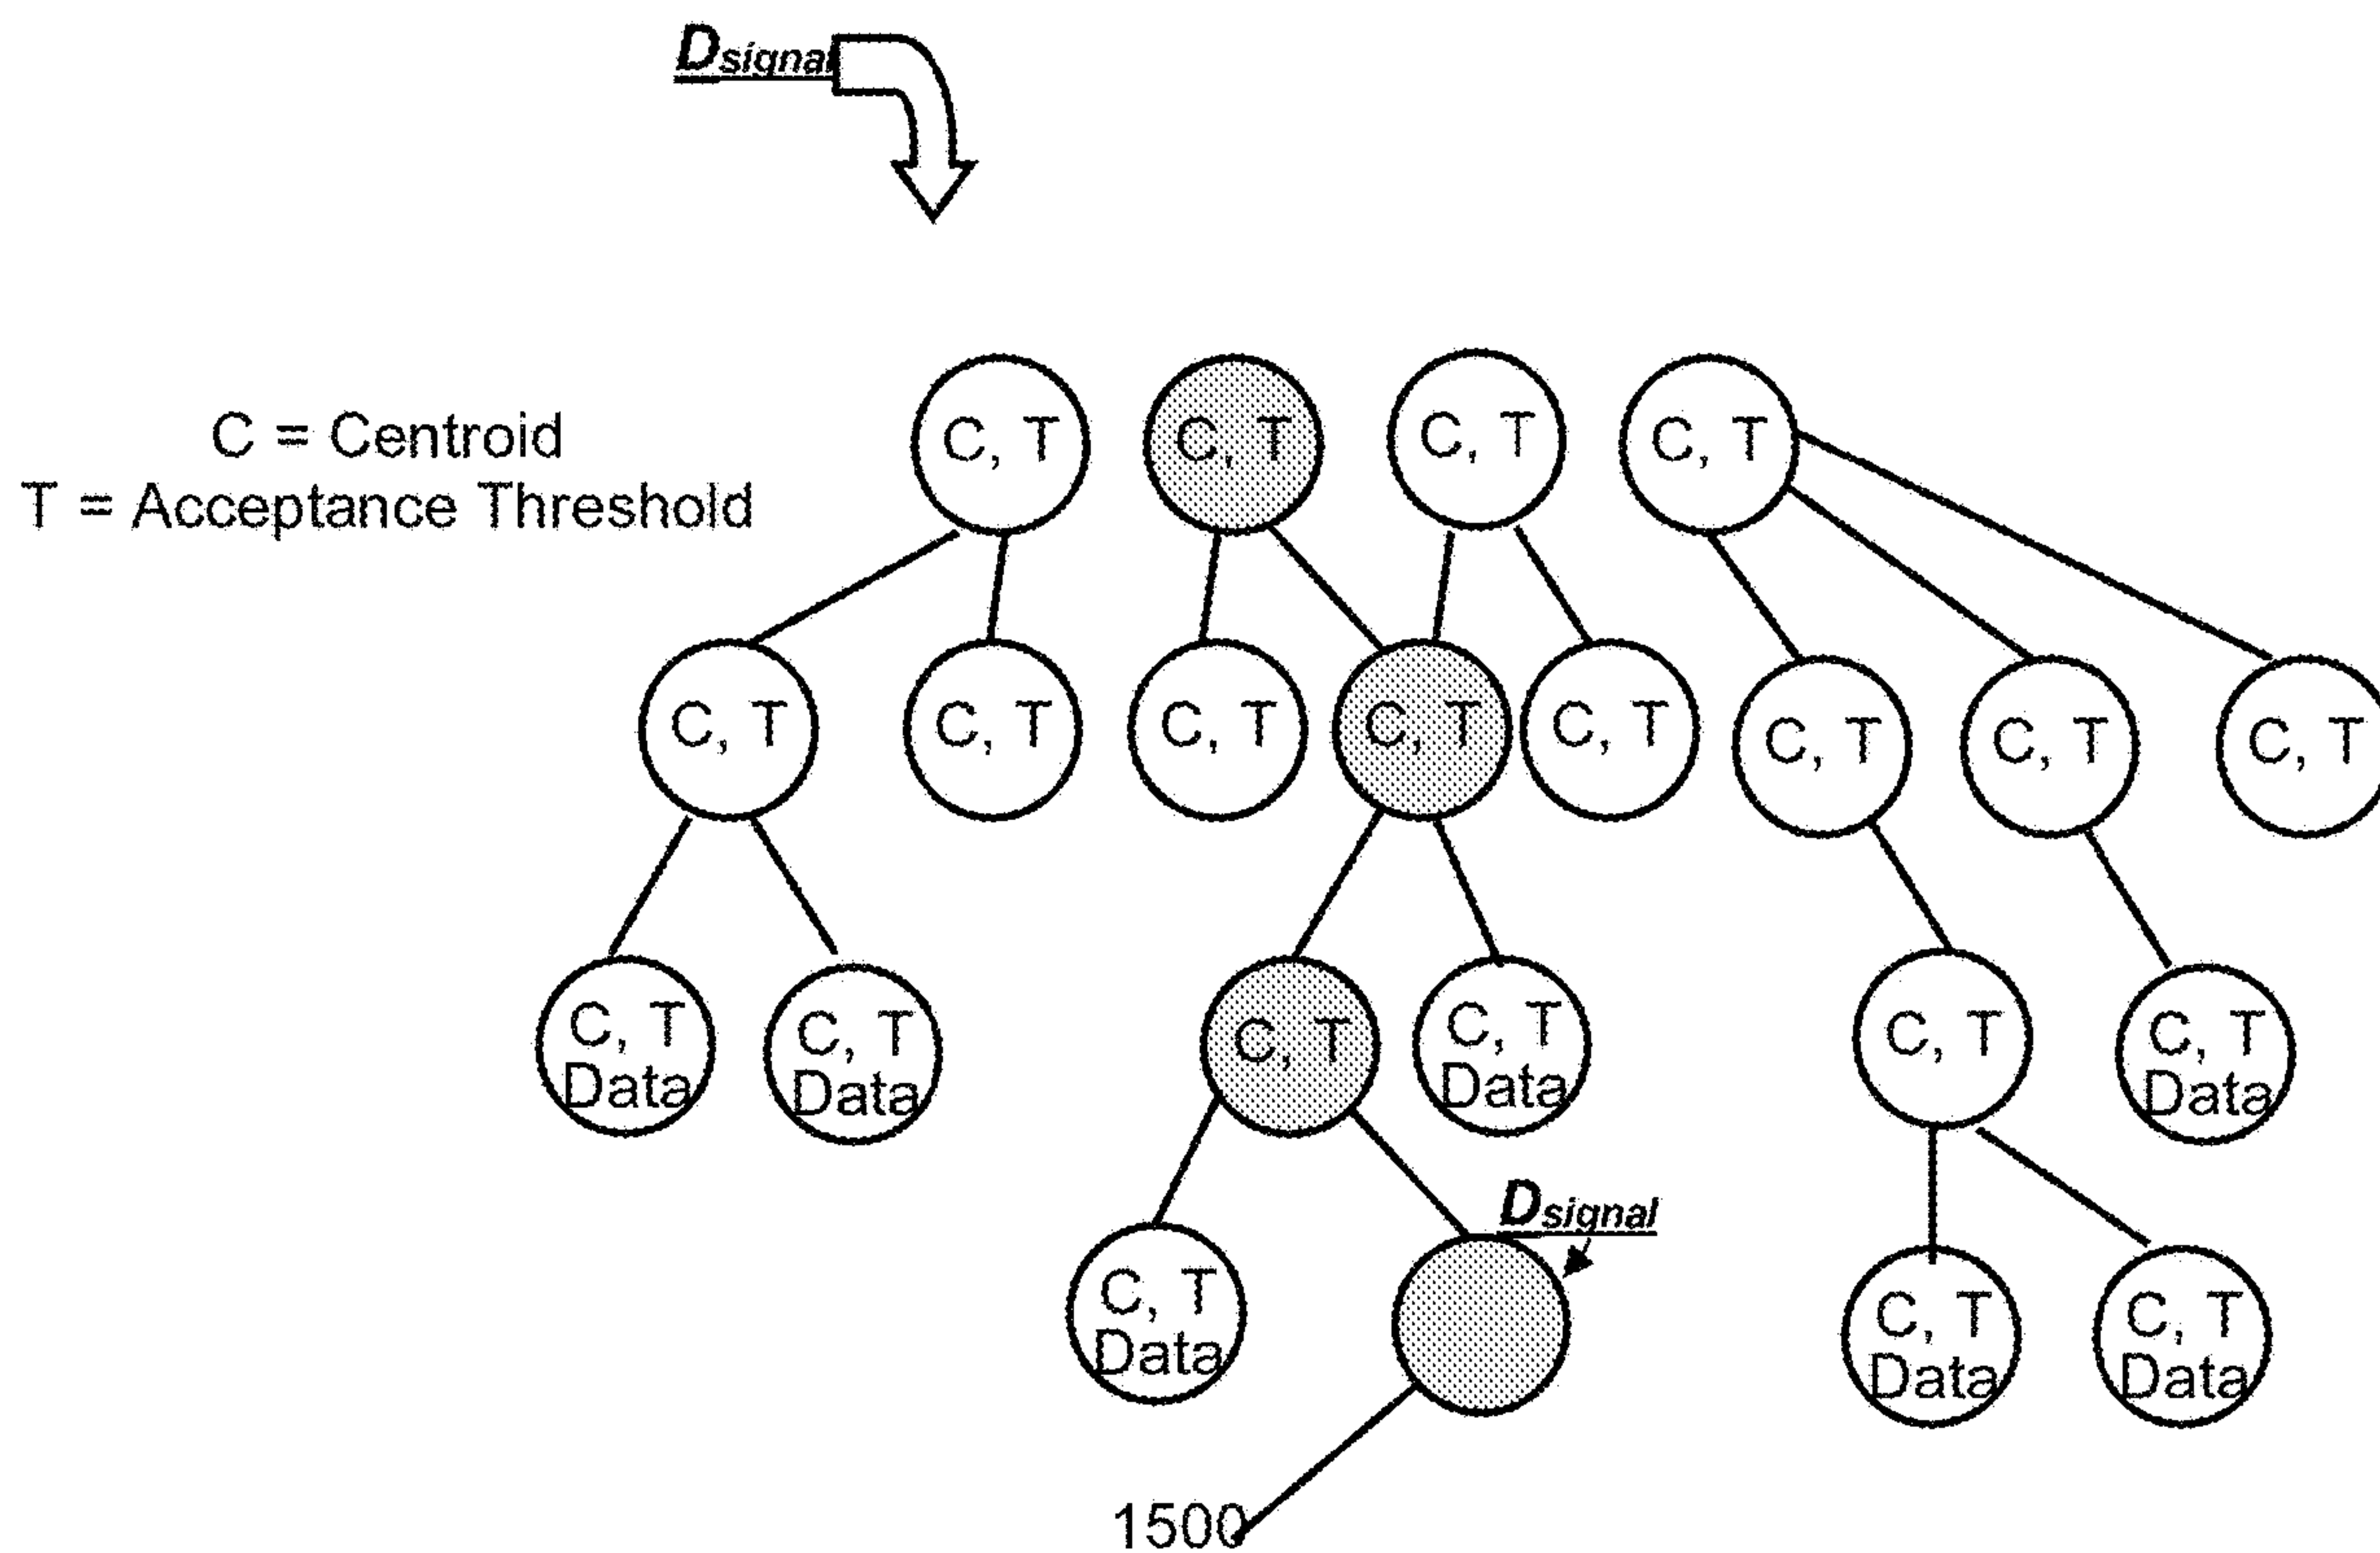 Dsignal
C = Centroid
T = Acceptance Threshold
C, T
C, T
C, T
C, T
C, T
C, T
C, T
C, T
C, T
C, T
C, T
C, T
C, T
Data
C, T
Data
C, T
C, T
Data
C, T
C, T
Data
Dsignal
C, T
Data
C, T
Data
C, T
Data
1500